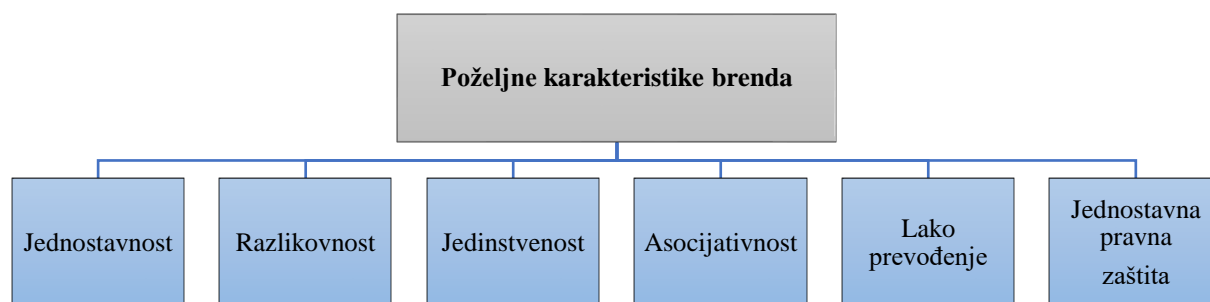 Poželjne karakteristike brenda
Jednostavnost
Razlikovnost
Jedinstvenost
Asocijativnost
Lako
prevođenje
Jednostavna
pravna
zaštita